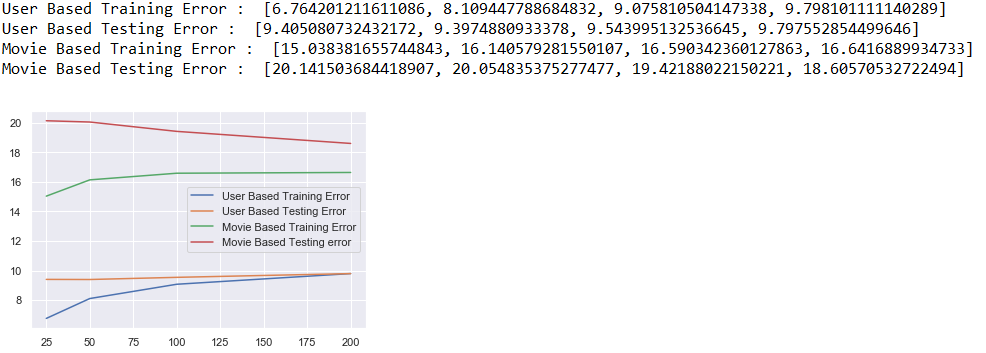 User Based Training Error :  [6.764201211611086, 8.109447788684832, 9.075810504147338, 9.798101111140289]
User Based Testing Error :  [9.405080732432172, 9.3974880933378, 9.543995132536645, 9.797552854499646]
Movie Based Training Error :  [15.038381655744843, 16.140579281550107, 16.590342360127863, 16.6416889934733]
Movie Based Testing Error :  [20.141503684418907, 20.054835375277477, 19.42188022150221, 18.60570532722494]
20
18
16
14
12
10
8
User Based Training Error
User Based Testing Error
Movie Based Training Error
Movie Based Testing error
25 50 75 100 125 150 175 200